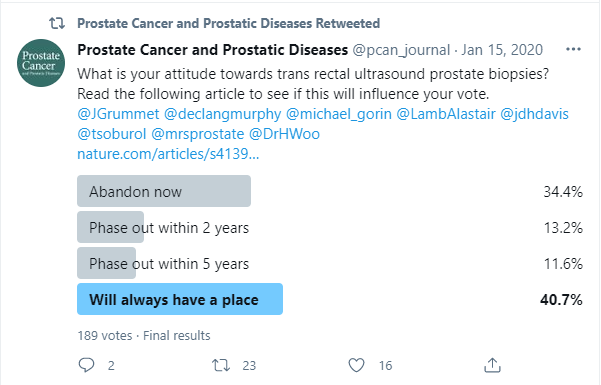 Prostate Cancer and Prostatic Diseases Retweeted
Prostate Cancer and Prostatic Diseases @pcan_journal · Jan 15, 2020
What is your attitude towards trans rectal ultrasound prostate biopsies?
Read the following article to see if this will influence your vote.
@JGrummet @declangmurphy @michael_gorin @LambAlastair @jdhdavis
@tsoburol @mrsprostate @DrHWoo
nature.com/articles/s4139...
Abandon now 34.4%
Phase out within 2 years 13.2%
Phase out within 5 years 11.6%
Will always have a place 40.7%
189 votes · Final results
2 23 16
Prostate
Cancer
and Prostatic Diseases